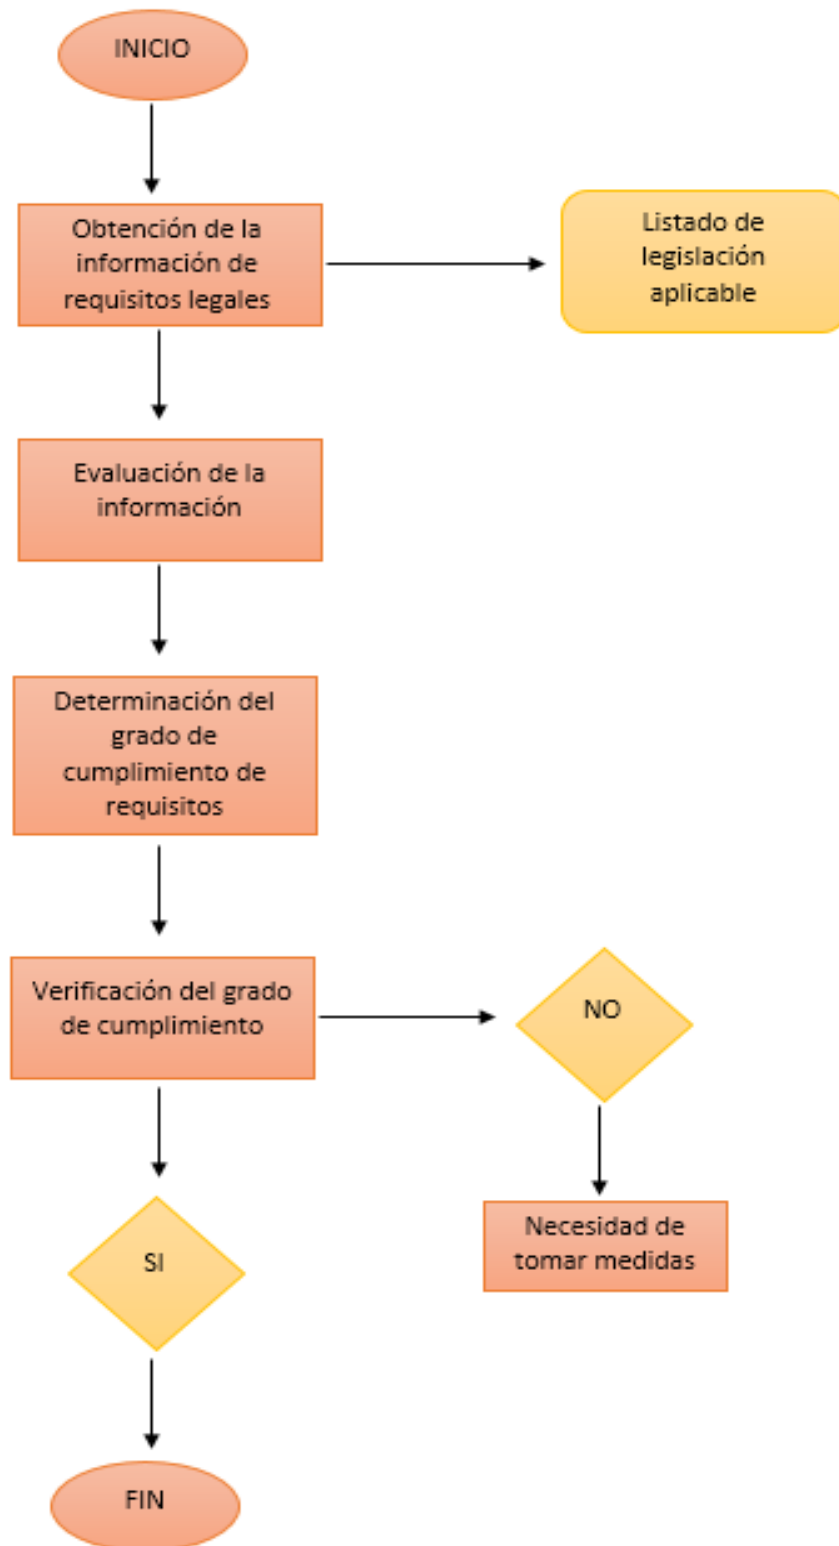 INICIO
Obtención de la
información de
requisitos legales
Listado de
legislación
aplicable
Evaluación de la
información
Determinación del
grado de
cumplimiento de
requisitos
Verificación del grado
de cumplimiento
NO
Necesidad de
tomar medidas
SI
FIN